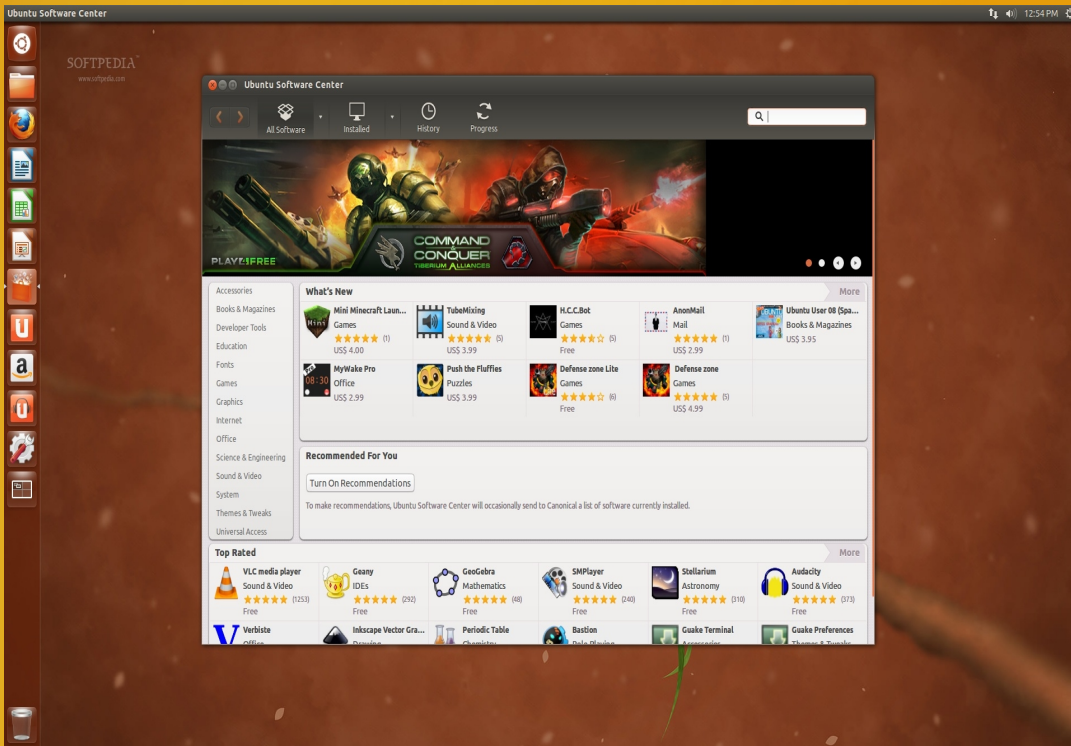 Ubuntu Software Center
12:54 PM
SOFTPEDIA
www.softpedia.com
Ubuntu Software Center
All Software
Installed
History
Progress
PLAY4FREE
COMMAND
CONQUER
TIBERIUM ALLIANCES
Accessories
Books & Magazines
Developer Tools
Education
Fonts
Games
Graphics
Internet
Office
Science & Engineering
Sound & Video
System
Themes & Tweaks
Universal Access
What's New
More
Mini Minecraft Laun...
Games
(1)
US$ 4.00
TubeMixing
Sound & Video
(5)
US$ 3.99
H.C.C.Bot
Games
(5)
Free
AnonMail
Mail
(1)
US$ 2.99
Ubuntu User 08 (Spa...
Books & Magazines
US$ 3.95
MyWake Pro
Office
US$ 2.99
Push the Fluffies
Puzzles
US$ 3.99
Defense zone Lite
Games
(6)
Free
Defense zone
Games
(5)
US$ 4.99
Recommended For You
Turn On Recommendations
To make recommendations, Ubuntu Software Center will occasionally send to Canonical a list of software currently installed.
Top Rated
More
VLC media player
Sound & Video
(1253)
Free
Geany
IDEs
(292)
Free
GeoGebra
Mathematics
(48)
Free
SMPlayer
Sound & Video
(240)
Free
Stellarium
Astronomy
(310)
Free
Audacity
Sound & Video
(373)
Free
Verbiste
Office
Inkscape Vector Gra...
Drawing
Periodic Table
Chemistry
Bastion
Role Playing
Guake Terminal
Accessories
Guake Preferences
Themes & Tweaks